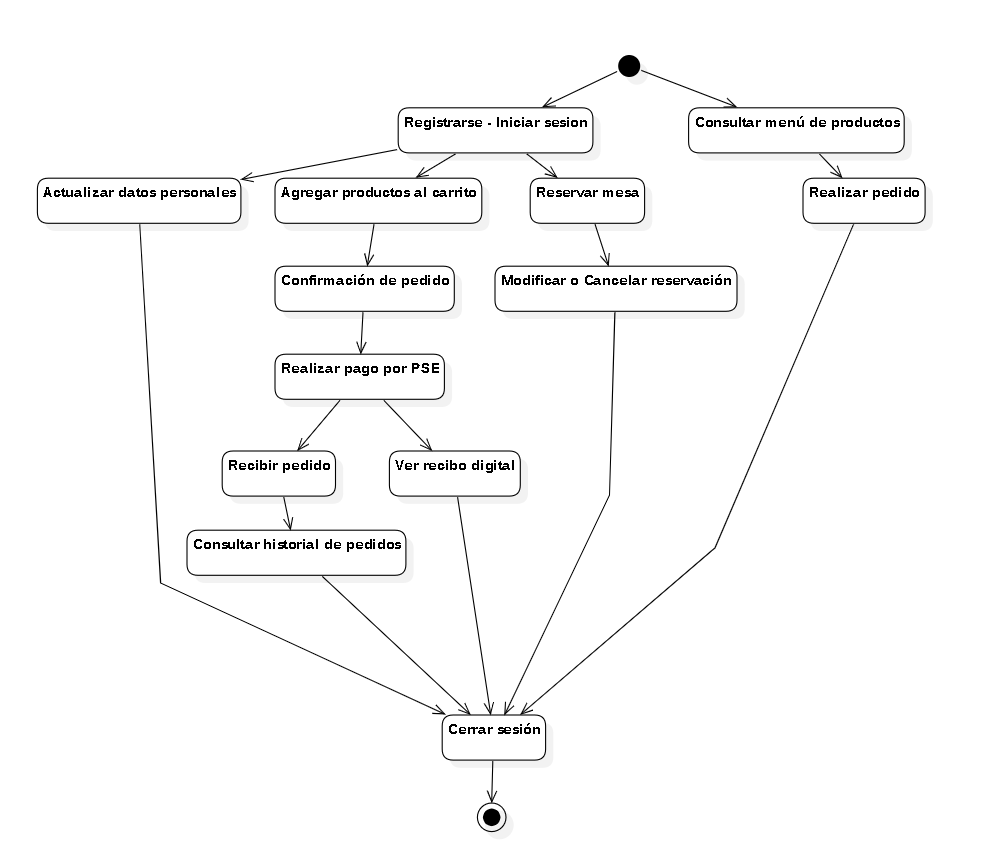 Registrarse - Iniciar sesion
Consultar menú de productos
Actualizar datos personales
Agregar productos al carrito
Reservar mesa
Realizar pedido
Confirmación de pedido
Modificar o Cancelar reservación
Realizar pago por PSE
Recibir pedido
Ver recibo digital
Consultar historial de pedidos
Cerrar sesión